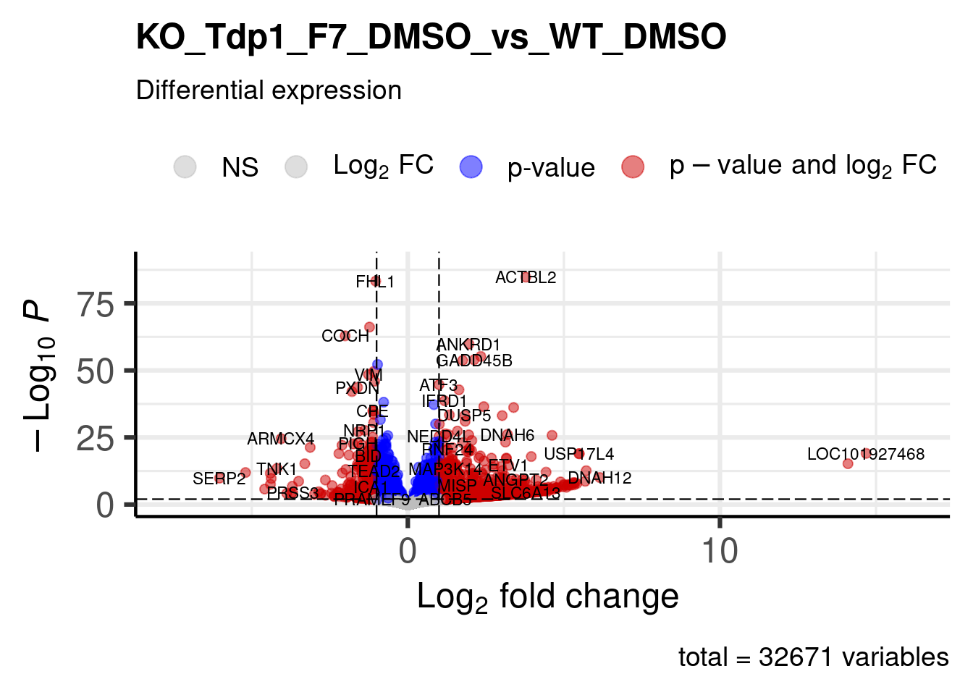 KO_Tdp1_F7_DMSO_vs_WT_DMSO
Differential expression
NS Log2 FC p-value p − value and log2 FC
− Log10 P
75
50
25
0
FHL1 ACTBL2
COCH
ANKRD1
GADD45B
VIM
PXDN ATF3
IFRD1
CPE DUSP5
NRP1 NEDD4L DNAH6
ARMCX4 PIGH
BID RNF24 USP17L4 LOC101927468
TNK1 TEAD2 MAP3K14 ETV1
SERP2 ANGPT2 DNAH12
PRSS3 ICA1 MISP SLC6A13
PRAMEF9 ABCB5
0 10
Log2 fold change
total = 32671 variables